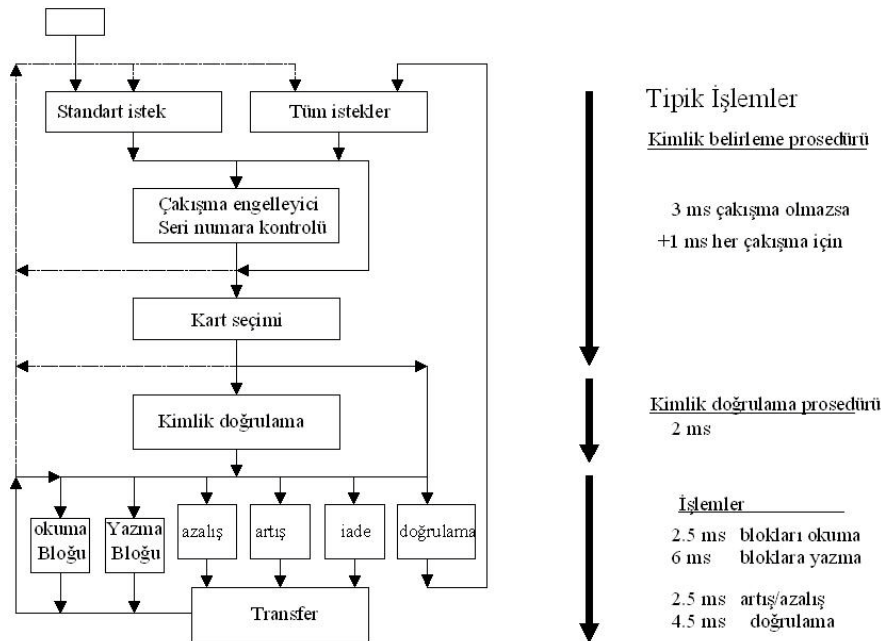 Standart istek
Tüm istekler
Çakışma engelleyici
Seri numara kontrolü
Kart seçimi
Kimlik doğrulama
okuma
Bloğu
Yazma
Bloğu
azalış
artış
iade
doğrulama
Transfer
Tipik İşlemler
Kimlik belirleme prosedürü
3 ms çakışma olmazsa
+1 ms her çakışma için
Kimlik doğrulama prosedürü
2 ms
İşlemler
2.5 ms blokları okuma
6 ms bloklara yazma
2.5 ms artış/azalış
4.5 ms doğrulama